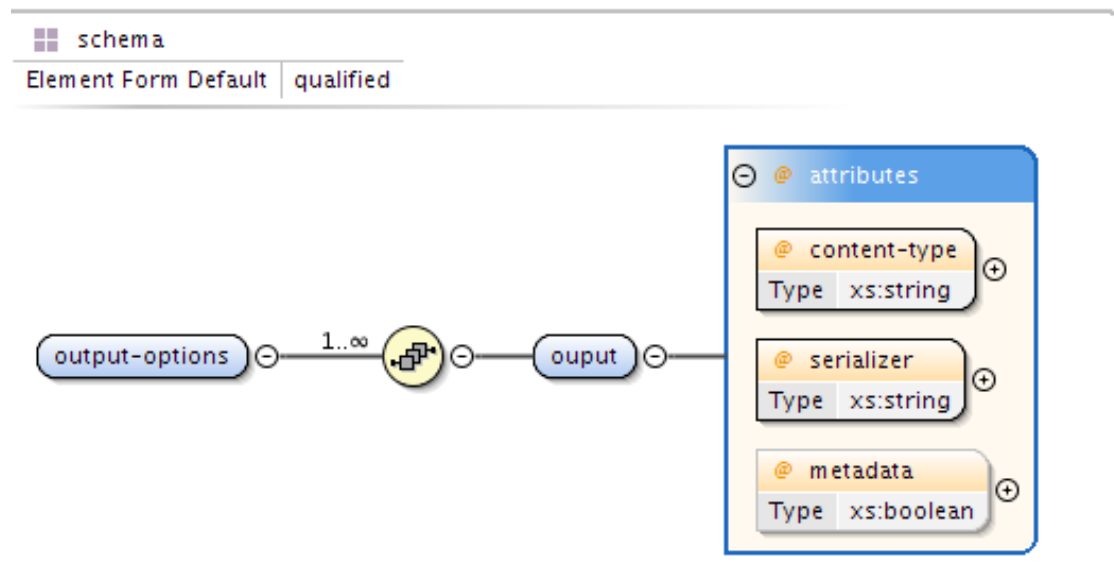 schema
Element Form Default qualified
@ attributes
@ content-type
Type xs:string
output-options 1..∞ ouput
@ serializer
Type xs:string
@ metadata
Type xs:boolean